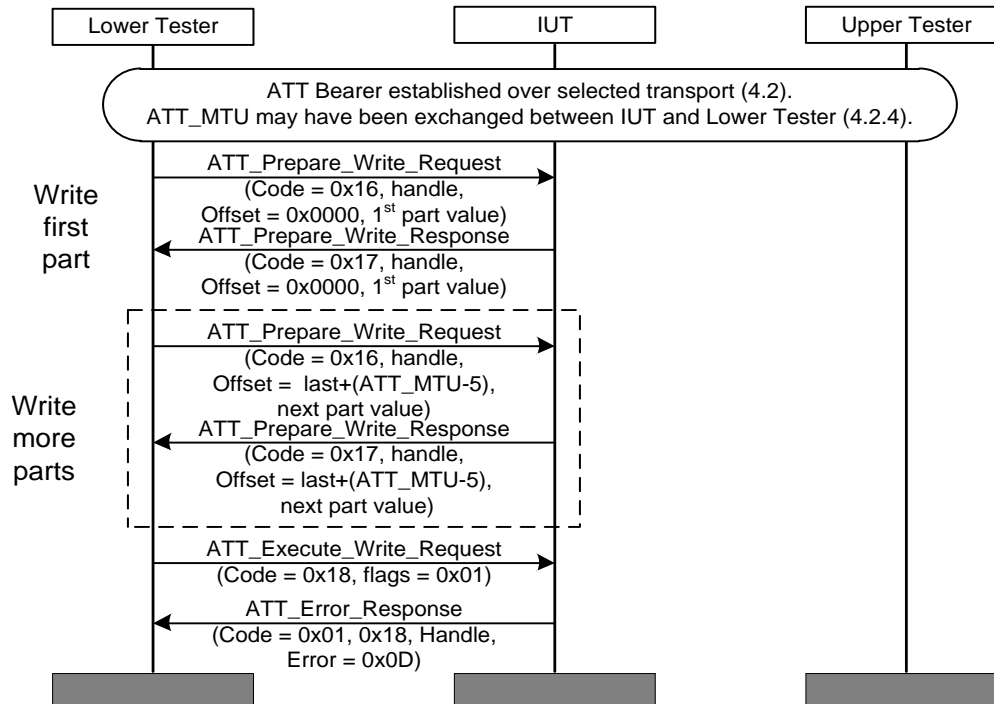 Lower Tester
IUT
Upper Tester
ATT Bearer established over selected transport (4.2).
ATT_MTU may have been exchanged between IUT and Lower Tester (4.2.4).
Write
first
part
ATT_Prepare_Write_Request
(Code = 0x16, handle,
Offset = 0x0000, 1st part value)
ATT_Prepare_Write_Response
(Code = 0x17, handle,
Offset = 0x0000, 1st part value)
Write
more
parts
ATT_Prepare_Write_Request
(Code = 0x16, handle,
Offset = last+(ATT_MTU-5),
next part value)
ATT_Prepare_Write_Response
(Code = 0x17, handle,
Offset = last+(ATT_MTU-5),
next part value)
ATT_Execute_Write_Request
(Code = 0x18, flags = 0x01)
ATT_Error_Response
(Code = 0x01, 0x18, Handle,
Error = 0x0D)